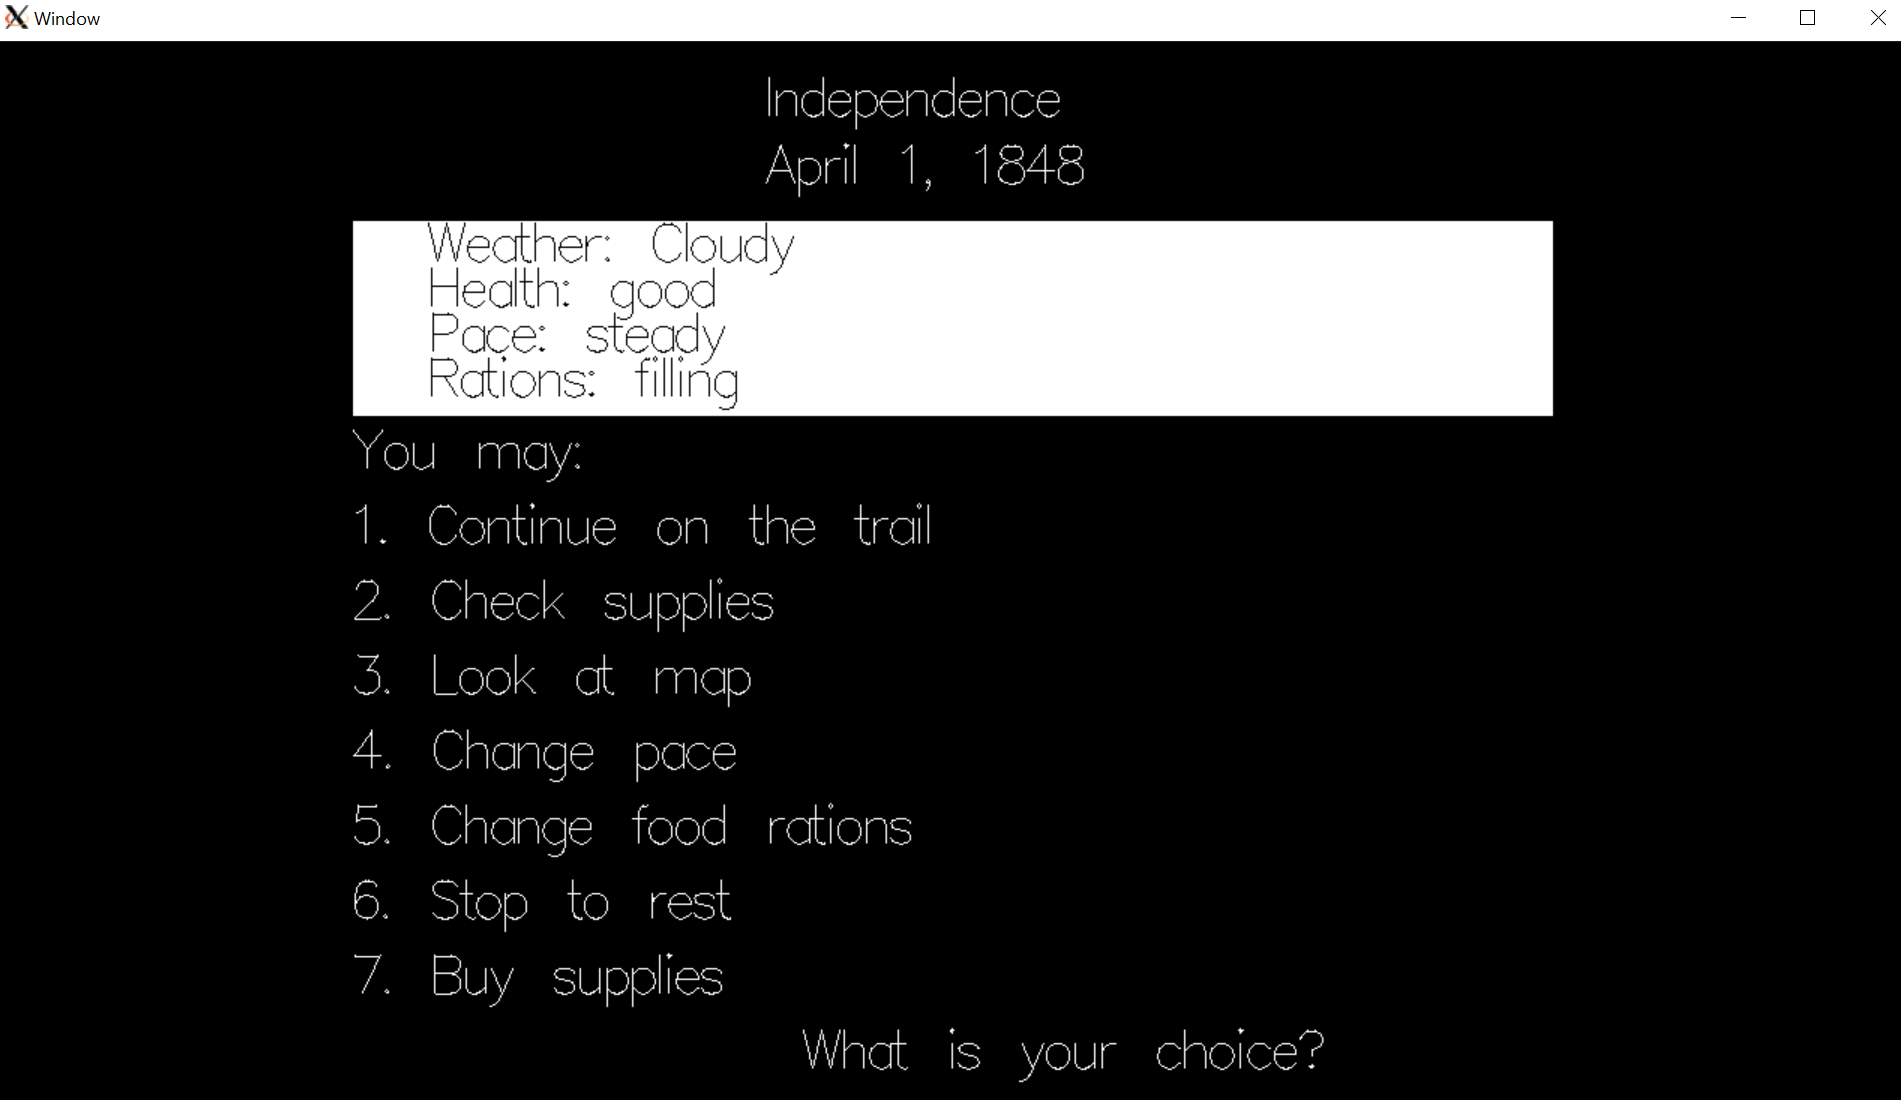 Window
Independence
April 1, 1848
Weather: Cloudy
Health: good
Pace: steady
Rations: filling
You may:
1. Continue on the trail
2. Check supplies
3. Look at map
4. Change pace
5. Change food rations
6. Stop to rest
7. Buy supplies
What is your choice?